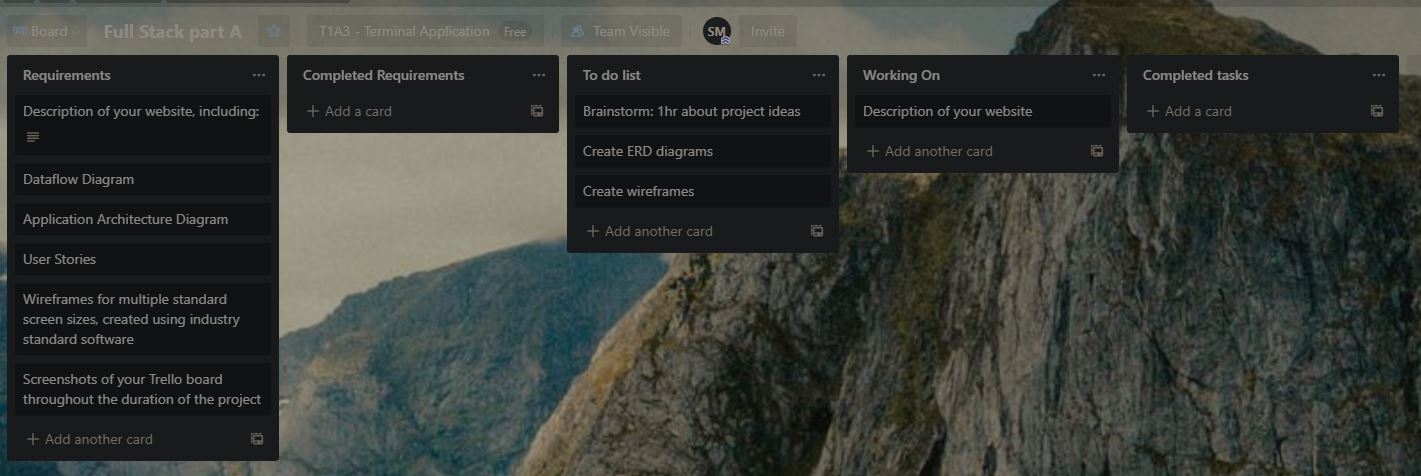 Board
Full Stack part A
T1A3 - Terminal Application Free
Team Visible
SM
Invite
Requirements
Description of your website, including:
Dataflow Diagram
Application Architecture Diagram
User Stories
Wireframes for multiple standard
screen sizes, created using industry
standard software
Screenshots of your Trello board
throughout the duration of the project
+ Add another card
Completed Requirements
+ Add a card
To do list
Brainstorm: 1hr about project ideas
Create ERD diagrams
Create wireframes
+ Add another card
Working On
Description of your website
+ Add another card
Completed tasks
+ Add a card